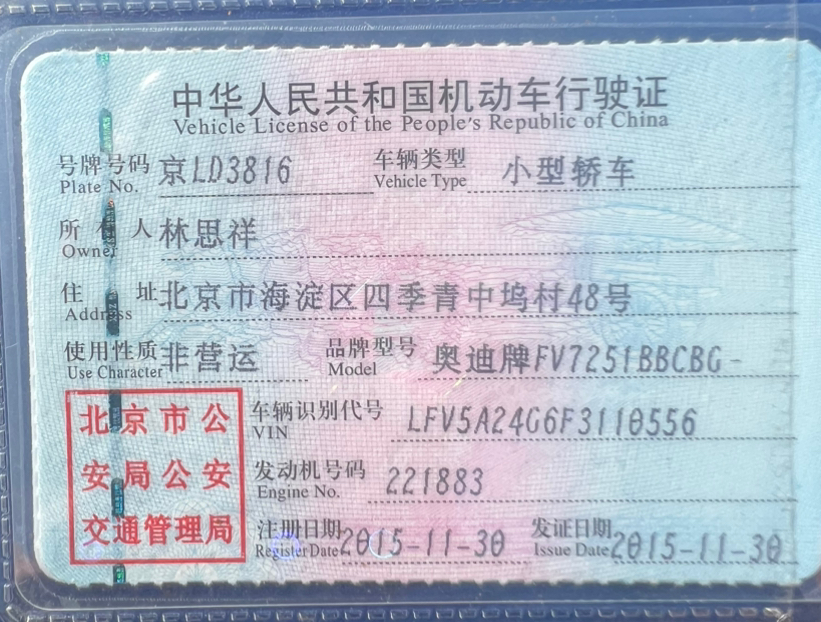 中华人民共和国机动车行驶证
Vehicle License of the People's Republic of China
号牌号码 京LD3816 车辆类型 小型轿车
Plate No. Vehicle Type
所有人 林思祥
Owner
住址 北京市海淀区四季青中坞村48号
Address
使用性质 非营运 品牌型号 奥迪牌FV7251BBCBG-
Use Character Model
北京市公
安局公安
交通管理局
车辆识别代号 LFV5A24G6F3110556
VIN
发动机号码 221883
Engine No.
注册日期 2015-11-30 发证日期 2015-11-30
Register Date Issue Date